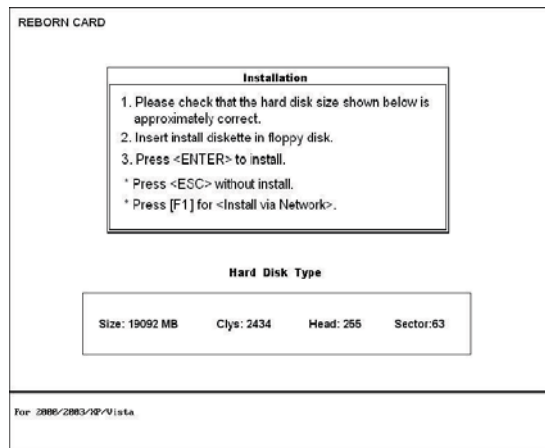 REBORN CARD
Installation
1. Please check that the hard disk size shown below is
approximately correct.
2. Insert install diskette in floppy disk.
3. Press <ENTER> to install.
* Press <ESC> without install.
* Press [F1] for <Install via Network>.
Hard Disk Type
Size: 19092 MB Clys: 2434 Head: 255 Sector:63
For 2000/2003/XP/Vista